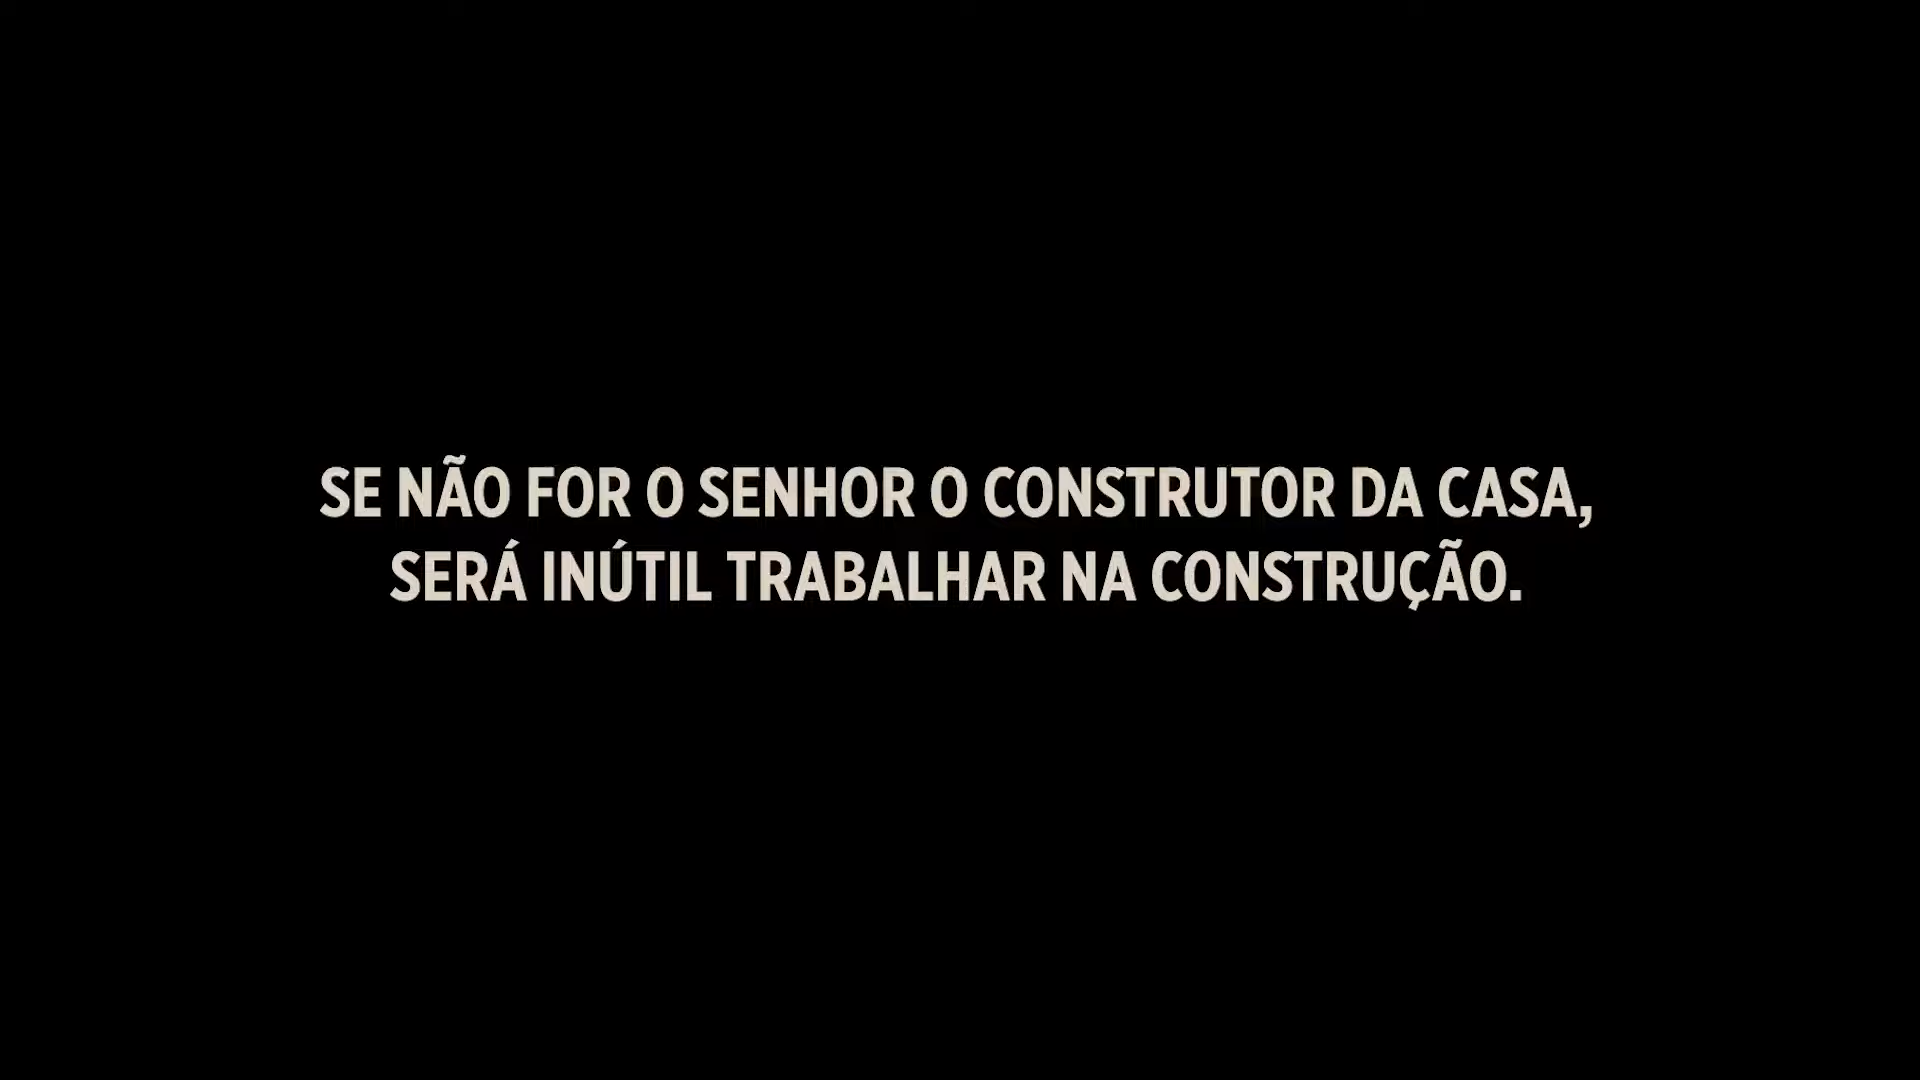 SE NÃO FOR O SENHOR O CONSTRUTOR DA CASA,
SERÁ INÚTIL TRABALHAR NA CONSTRUÇÃO.